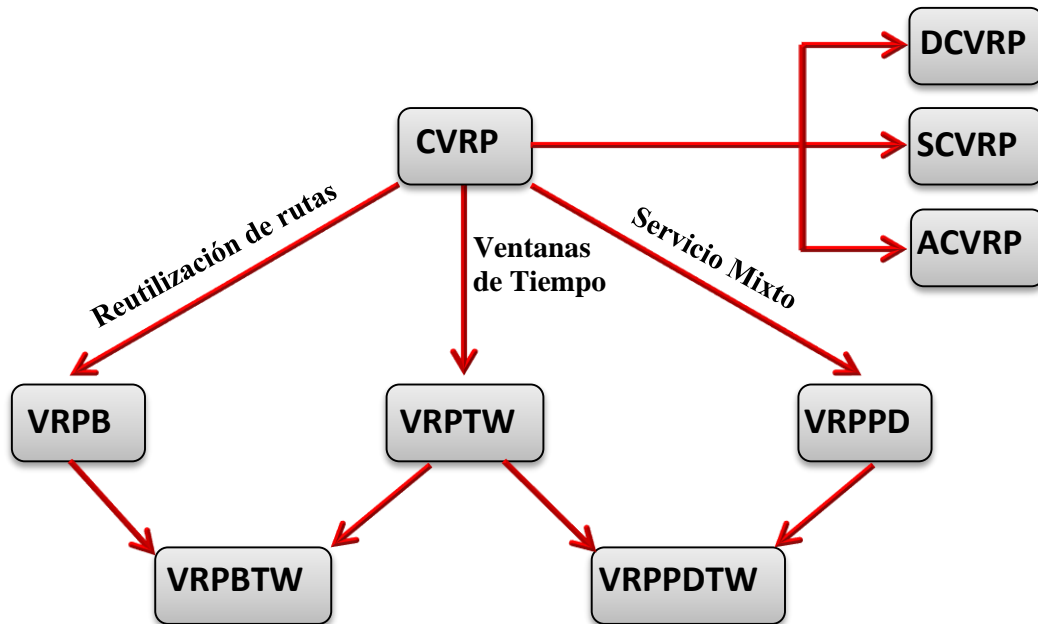 DCVRP
CVRP
SCVRP
Reutilización de rutas
Ventanas
de Tiempo
Servicio Mixto
ACVRP
VRPB
VRPTW
VRPPD
VRPBTW
VRPPDTW